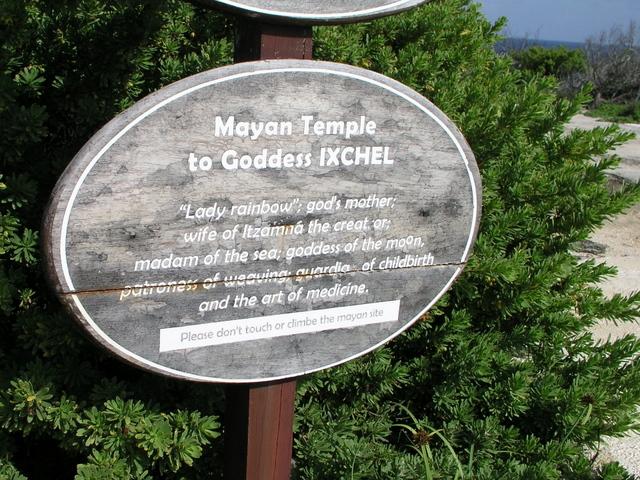 Mayan Temple
to Goddess IXCHEL
"Lady rainbow"; god's mother;
wife of Itzamná the creat or;
madam of the sea; goddess of the moon,
patroness of weaving; guardia of childbirth
and the art of medicine.
Please don't touch or climbe the mayan site